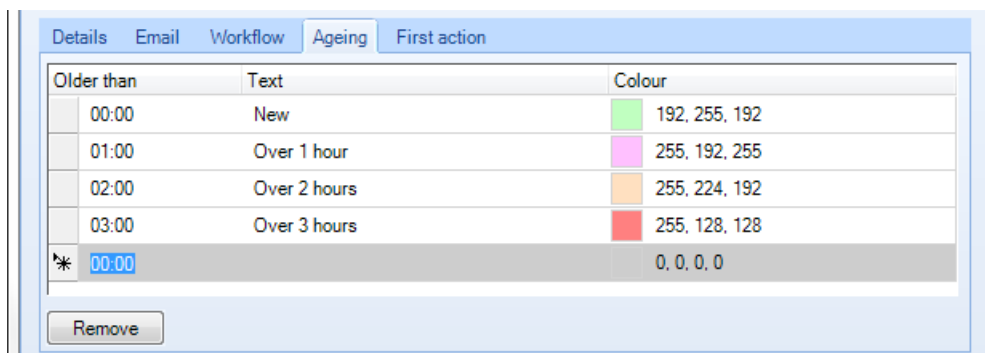 Details Email Workflow Ageing First action
Older than Text Colour
00:00 New 192, 255, 192
01:00 Over 1 hour 255, 192, 255
02:00 Over 2 hours 255, 224, 192
03:00 Over 3 hours 255, 128, 128
00:00 0, 0, 0, 0
Remove